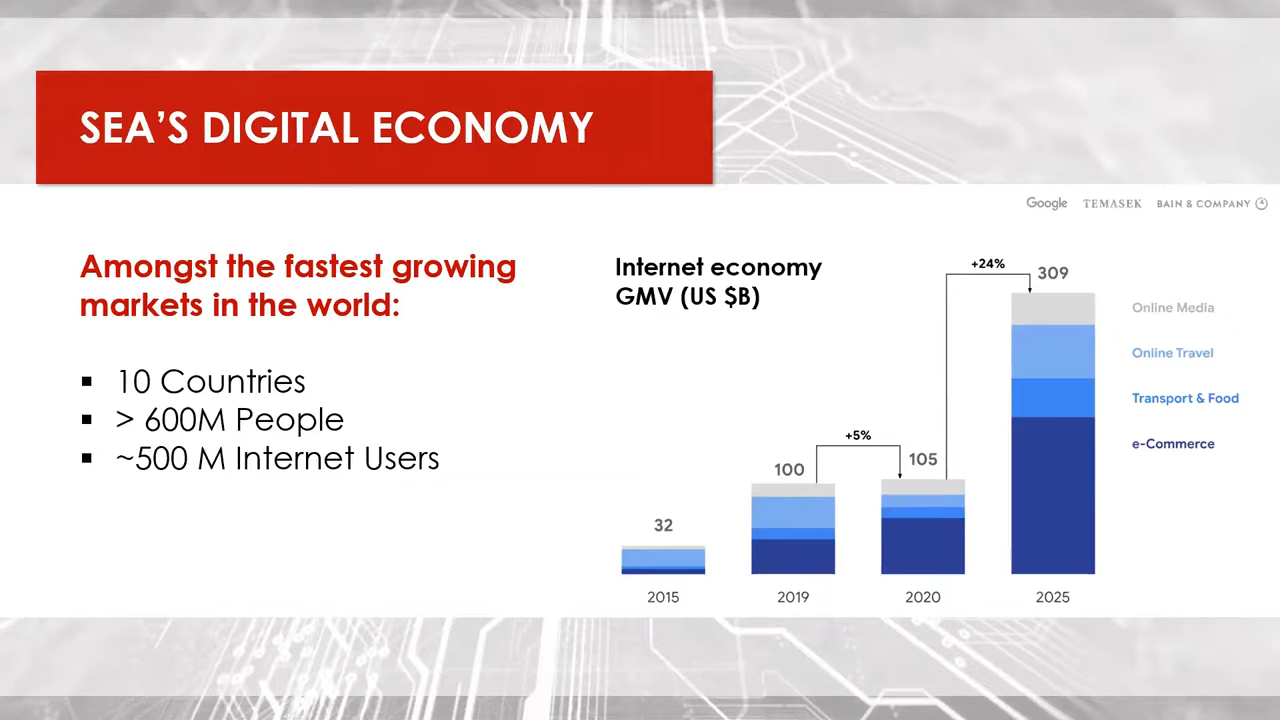 SEA'S DIGITAL ECONOMY
Google TEMASEK BAIN & COMPANY
Amongst the fastest growing
markets in the world:
▪ 10 Countries
▪ > 600M People
▪ ~500 M Internet Users
Internet economy
GMV (US $B)
+24%
309
+5%
100
105
32
2015 2019 2020 2025
Online Media
Online Travel
Transport & Food
e-Commerce